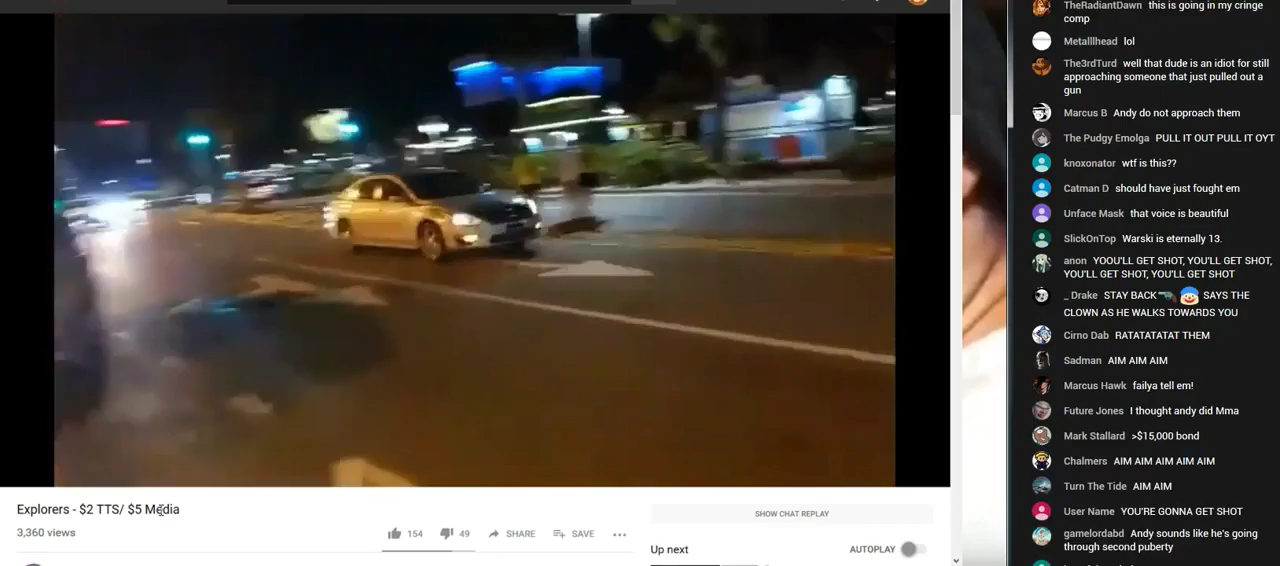 Explorers - $2 TTS/ $5 Media
3,360 views
154
49
SHARE
SAVE
SHOW CHAT REPLAY
Up next
AUTOPLAY
TheRadiantDawn this is going in my cringe
comp
Metalllhead lol
The3rdTurd well that dude is an idiot for still
approaching someone that just pulled out a
gun
Marcus B Andy do not approach them
The Pudgy Emolga PULL IT OUT PULL IT OYT
knoxonator wtf is this??
Catman D should have just fought em
Unface Mask that voice is beautiful
SlickOnTop Warski is eternally 13.
anon YOOU'LL GET SHOT, YOU'LL GET SHOT,
YOU'LL GET SHOT, YOU'LL GET SHOT
_ Drake STAY BACK SAYS THE
CLOWN AS HE WALKS TOWARDS YOU
Cirno Dab RATATATATAT THEM
Sadman AIM AIM AIM
Marcus Hawk failya tell em!
Future Jones I thought andy did Mma
Mark Stallard >$15,000 bond
Chalmers AIM AIM AIM AIM AIM
Turn The Tide AIM AIM
User Name YOU'RE GONNA GET SHOT
gamelordabd Andy sounds like he's going
through second puberty